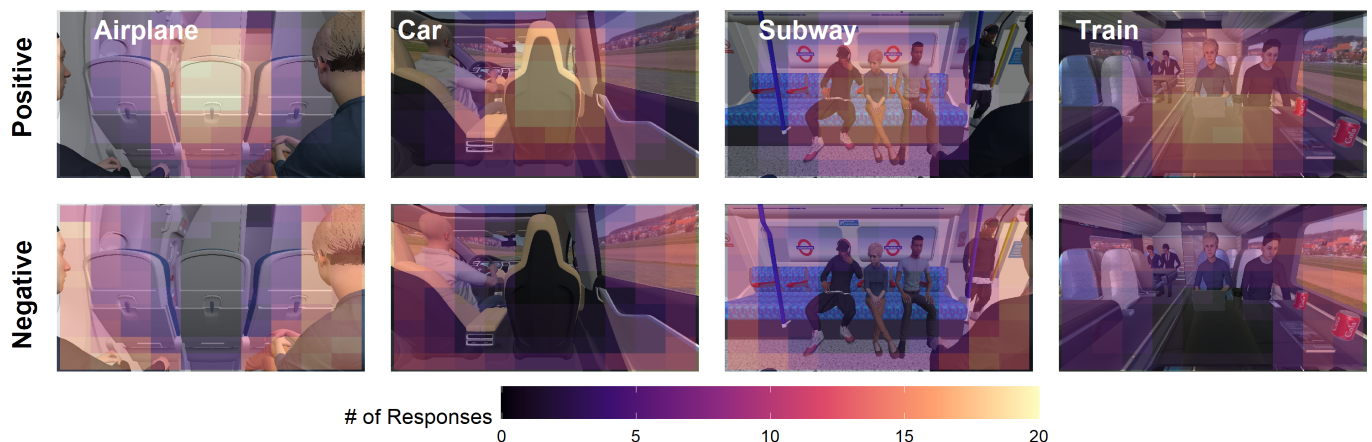 Positive
Airplane
Car
Subway
Train
Negative
# of Responses
0
5
10
15
20